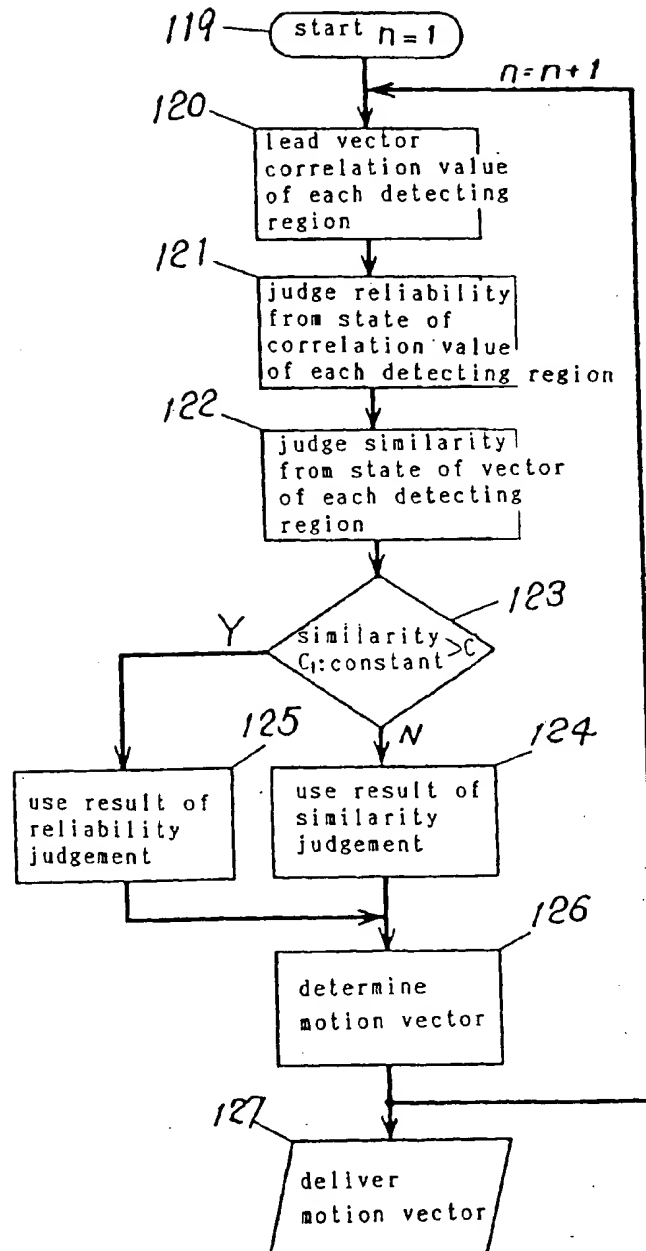 119
start n=1
n=n+1
120
lead vector
correlation value
of each detecting
region
121
judge reliability
from state of
correlation value
of each detecting region
122
judge similarity
from state of vector
of each detecting
region
123
Y
similarity >C
C1:constant
N
125
124
use result of
reliability
judgement
use result of
similarity
judgement
126
determine
motion vector
127
deliver
motion vector